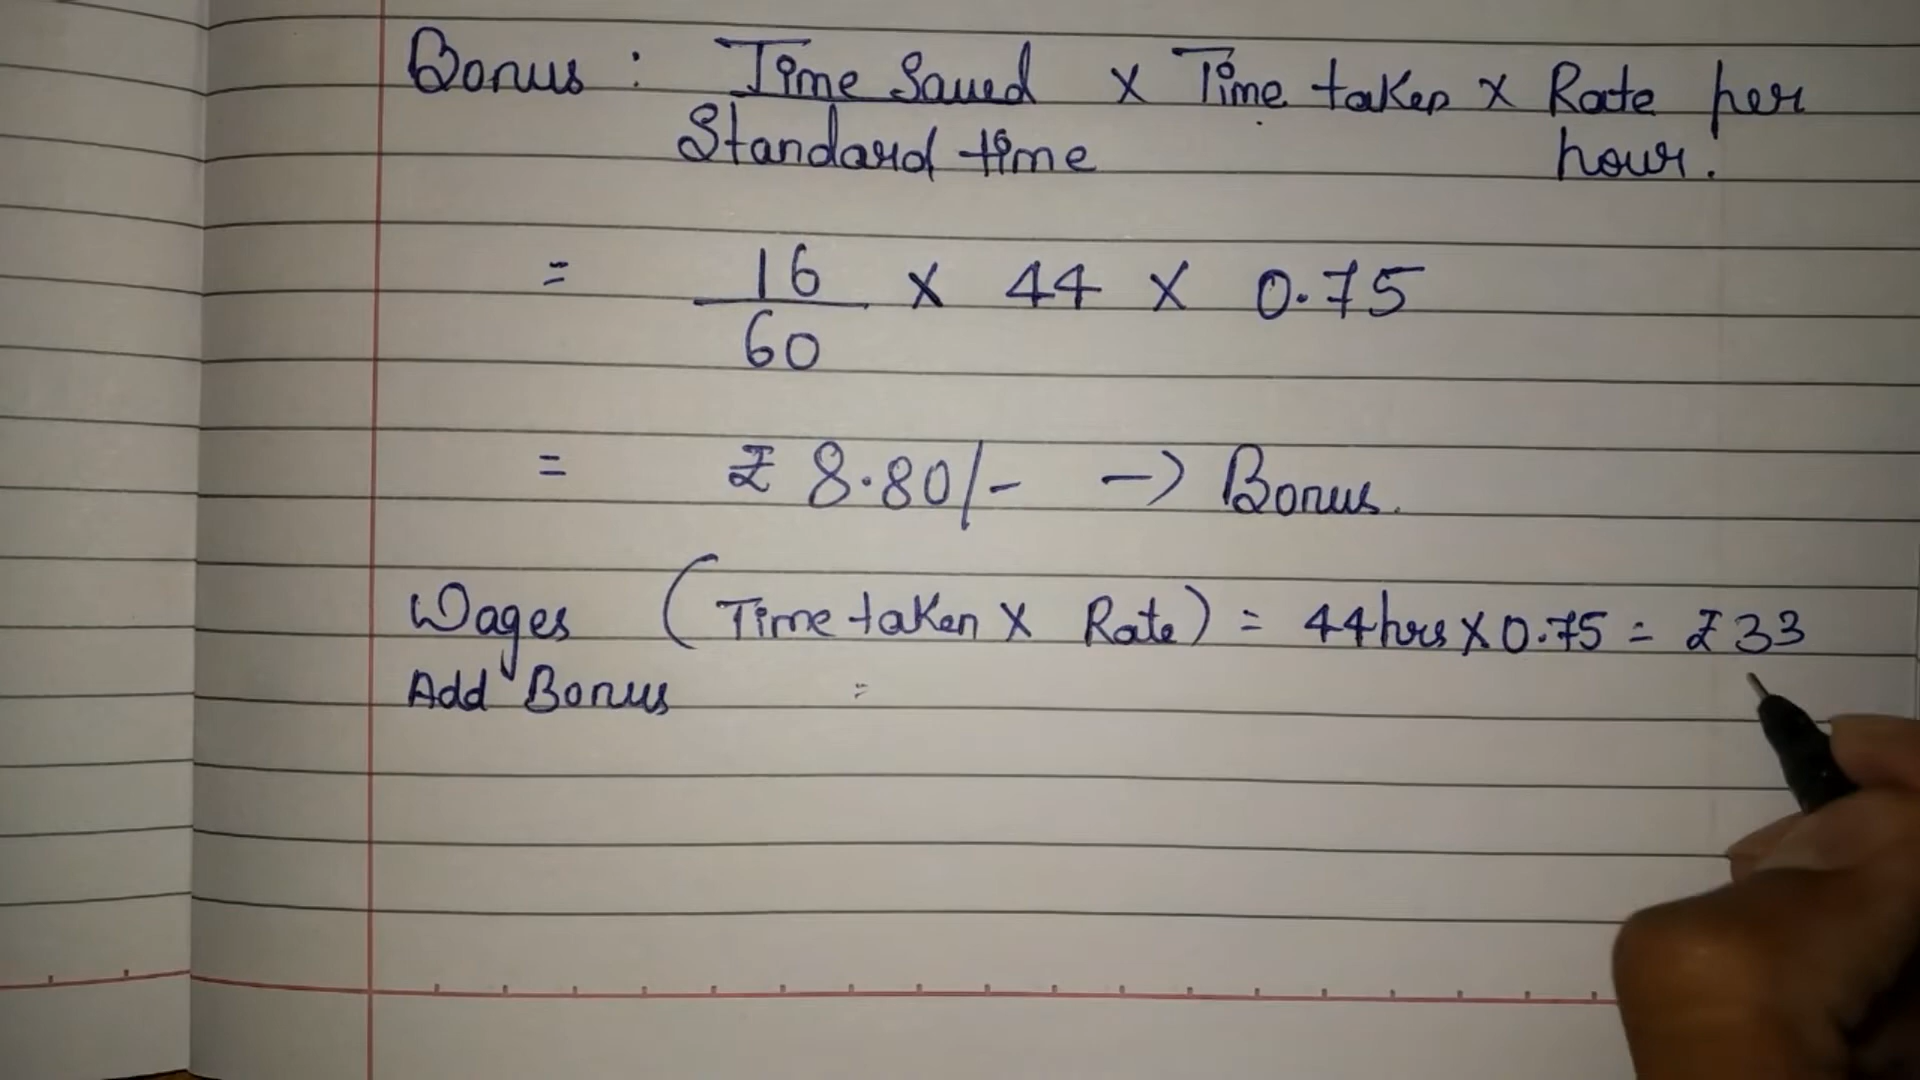 Bonus : Time Saved × Time taken × Rate per
Standard time hour.
= 16 × 44 × 0.75
60
= ₹ 8.80/- -> Bonus.
Wages (Time taken × Rate) = 44hrs × 0.75 = ₹33
Add Bonus =